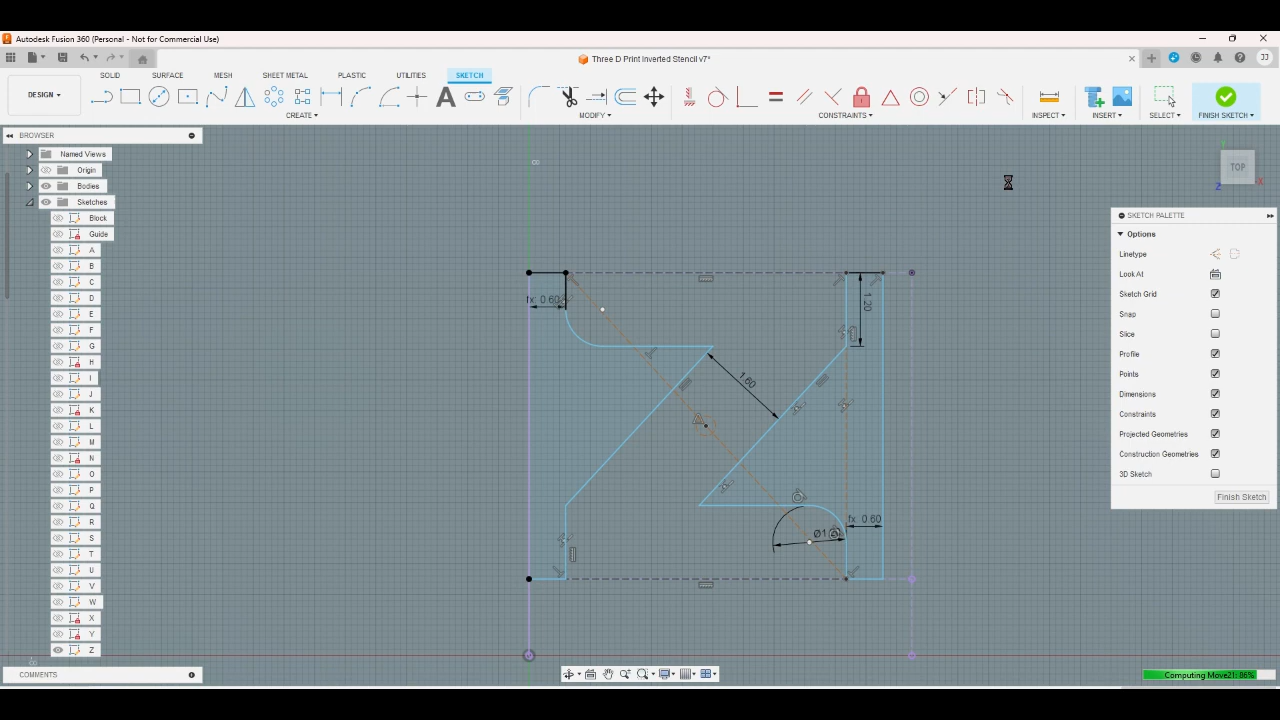 Autodesk Fusion 360 (Personal - Not for Commercial Use)
Three D Print Inverted Stencil v7*
JJ
SOLID SURFACE MESH SHEET METAL PLASTIC UTILITIES SKETCH
DESIGN
CREATE MODIFY CONSTRAINTS INSPECT INSERT SELECT FINISH SKETCH
BROWSER
Named Views
Origin
Bodies
Sketches
Block
Guide
A
B
C
D
E
F
G
H
I
J
K
L
M
N
O
P
Q
R
S
T
U
V
W
X
Y
Z
COMMENTS
fx: 0.60
1.20
1.60
fx: 0.60
Y
TOP
X
Z
SKETCH PALETTE
Options
Linetype
Look At
Sketch Grid
Snap
Slice
Profile
Points
Dimensions
Constraints
Projected Geometries
Construction Geometries
3D Sketch
Finish Sketch
Computing Move21: 86%